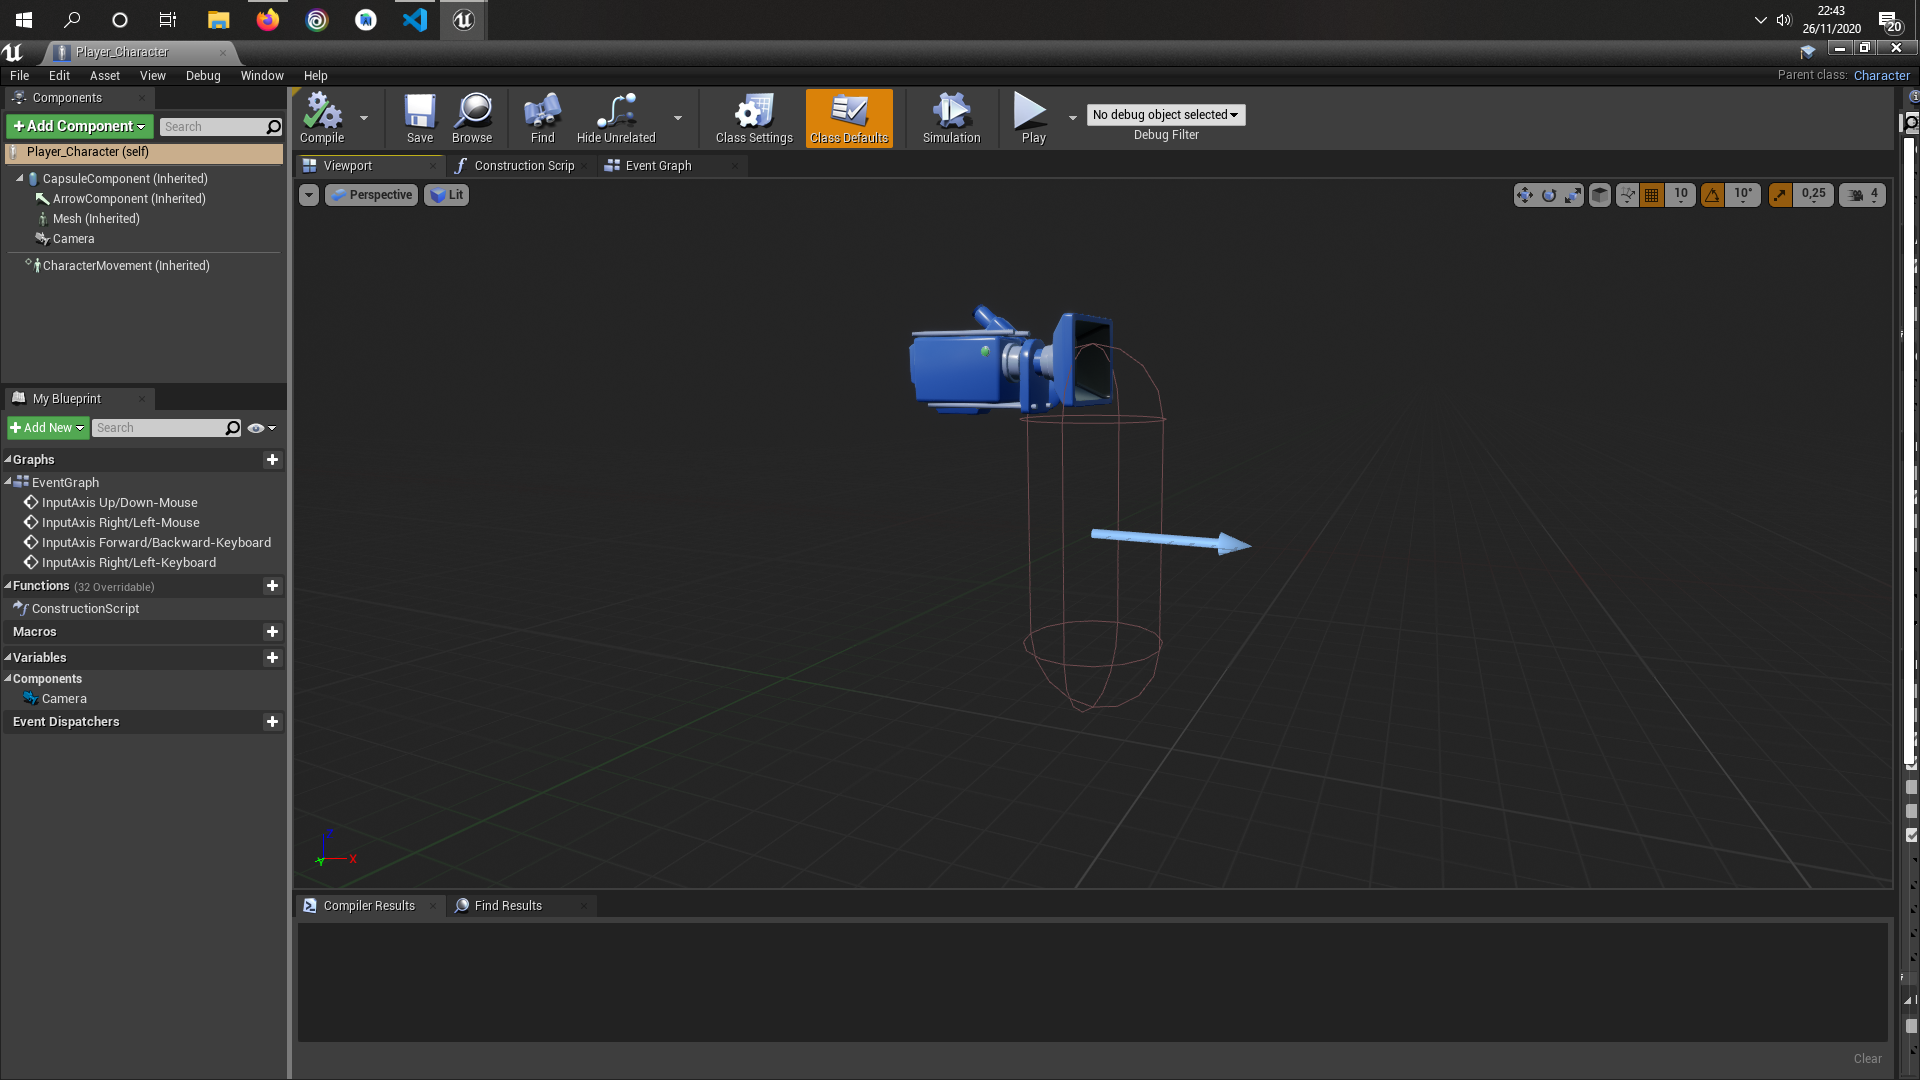 22:43
26/11/2020
20
Player_Character
File Edit Asset View Debug Window Help
Parent class: Character
Components
Add Component
Search
Player_Character (self)
CapsuleComponent (Inherited)
ArrowComponent (Inherited)
Mesh (Inherited)
Camera
CharacterMovement (Inherited)
My Blueprint
Add New
Search
Graphs
EventGraph
InputAxis Up/Down-Mouse
InputAxis Right/Left-Mouse
InputAxis Forward/Backward-Keyboard
InputAxis Right/Left-Keyboard
Functions (32 Overridable)
ConstructionScript
Macros
Variables
Components
Camera
Event Dispatchers
Compile
Save
Browse
Find
Hide Unrelated
Class Settings
Class Defaults
Simulation
Play
No debug object selected
Debug Filter
Viewport
Construction Scrip
Event Graph
Perspective
Lit
10
10°
0,25
4
Z
Y
X
Compiler Results
Find Results
Clear